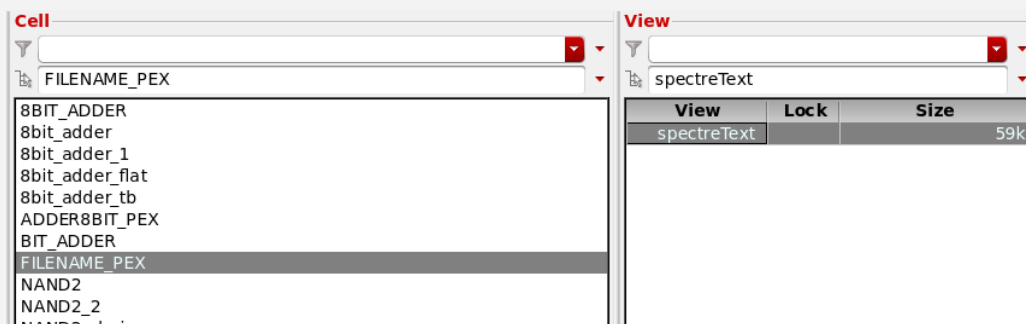 Cell
FILENAME_PEX
8BIT_ADDER
8bit_adder
8bit_adder_1
8bit_adder_flat
8bit_adder_tb
ADDER8BIT_PEX
BIT_ADDER
FILENAME_PEX
NAND2
NAND2_2
View
spectreText
View Lock Size
spectreText 59k